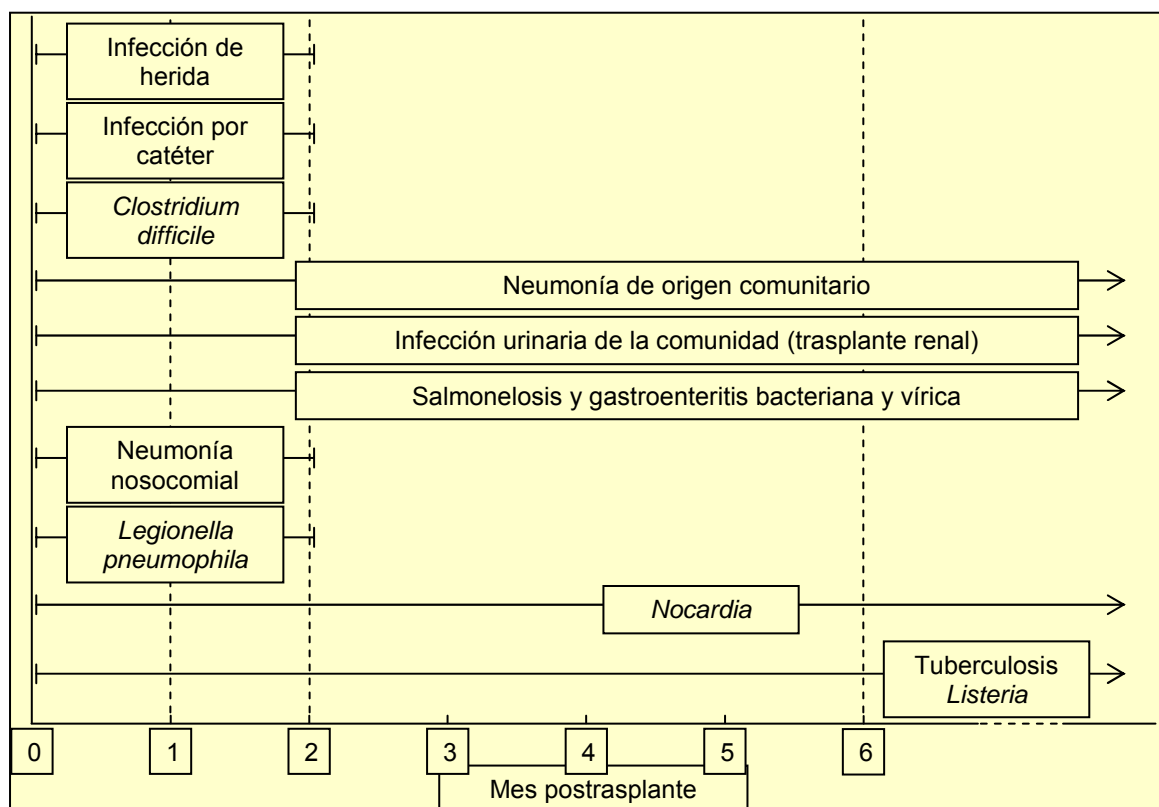 Infección de
herida
Infección por
catéter
Clostridium
difficile
Neumonía de origen comunitario
Infección urinaria de la comunidad (trasplante renal)
Salmonelosis y gastroenteritis bacteriana y vírica
Neumonía
nosocomial
Legionella
pneumophila
Nocardia
Tuberculosis
Listeria
0 1 2 3 4 5 6
Mes postrasplante